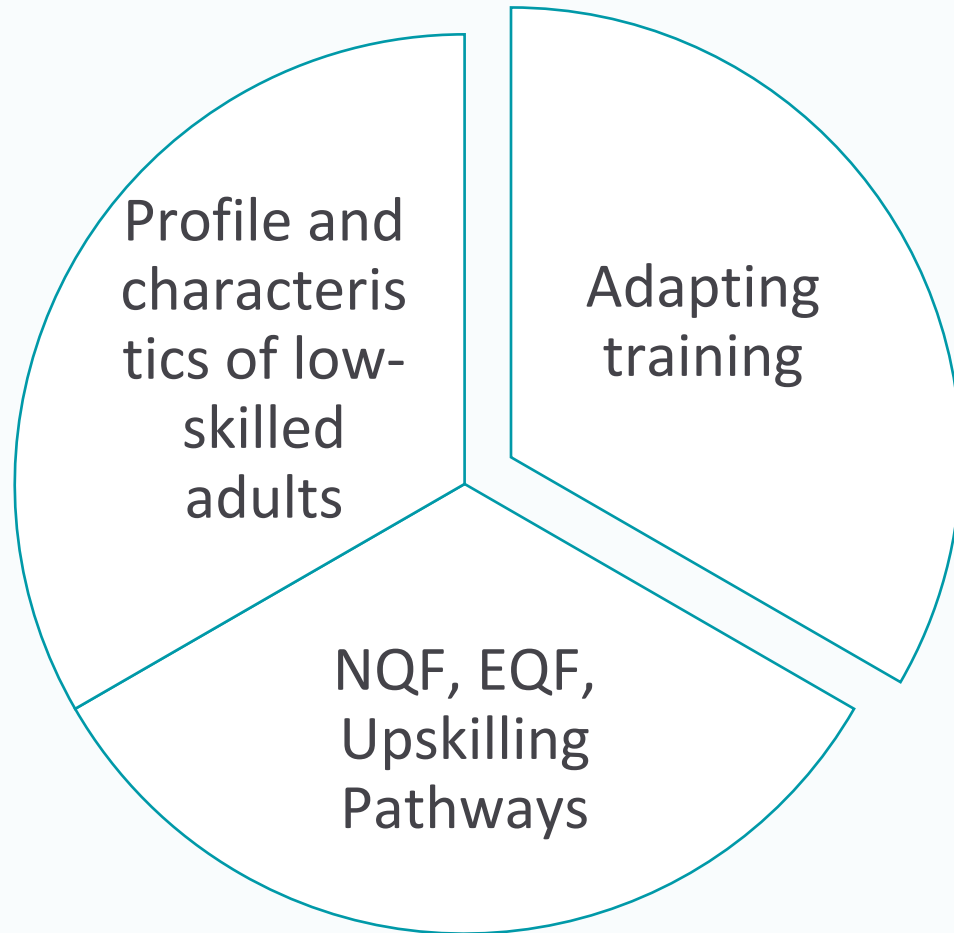 Profile and
characteris
tics of low-
skilled
adults
Adapting
training
NQF, EQF,
Upskilling
Pathways